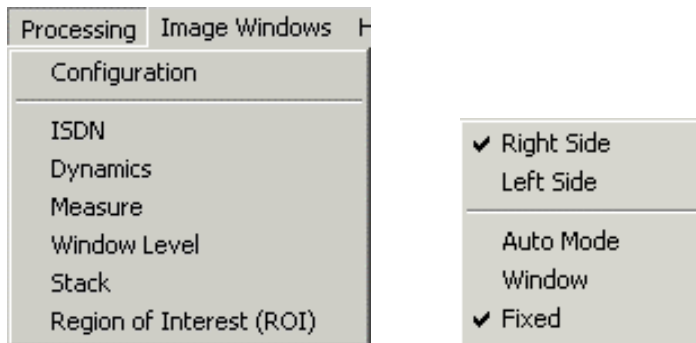 Processing Image Windows H
Configuration
ISDN
Dynamics
Measure
Window Level
Stack
Region of Interest (ROI)
Right Side
Left Side
Auto Mode
Window
Fixed